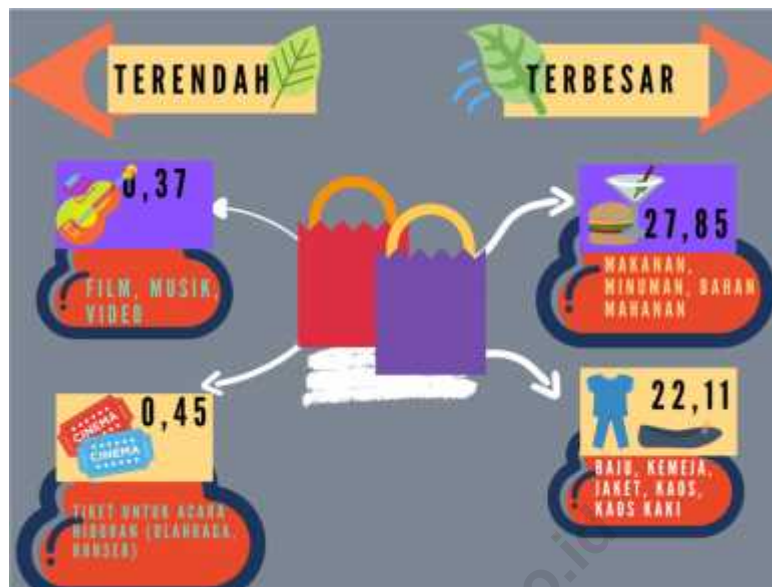 TERENDAH
TERBESAR
0,37
FILM, MUSIK,
VIDEO
27,85
MAKANAN,
MINUMAN, BAHAN
MAKANAN
0,45
CINEMA
CINEMA
TIKET UNTUK ACARA
HIBURAN (OLAHRAGA,
KONSER)
22,11
BAJU, KEMEJA,
JAKET, KAOS,
KAOS KAKI
o.id